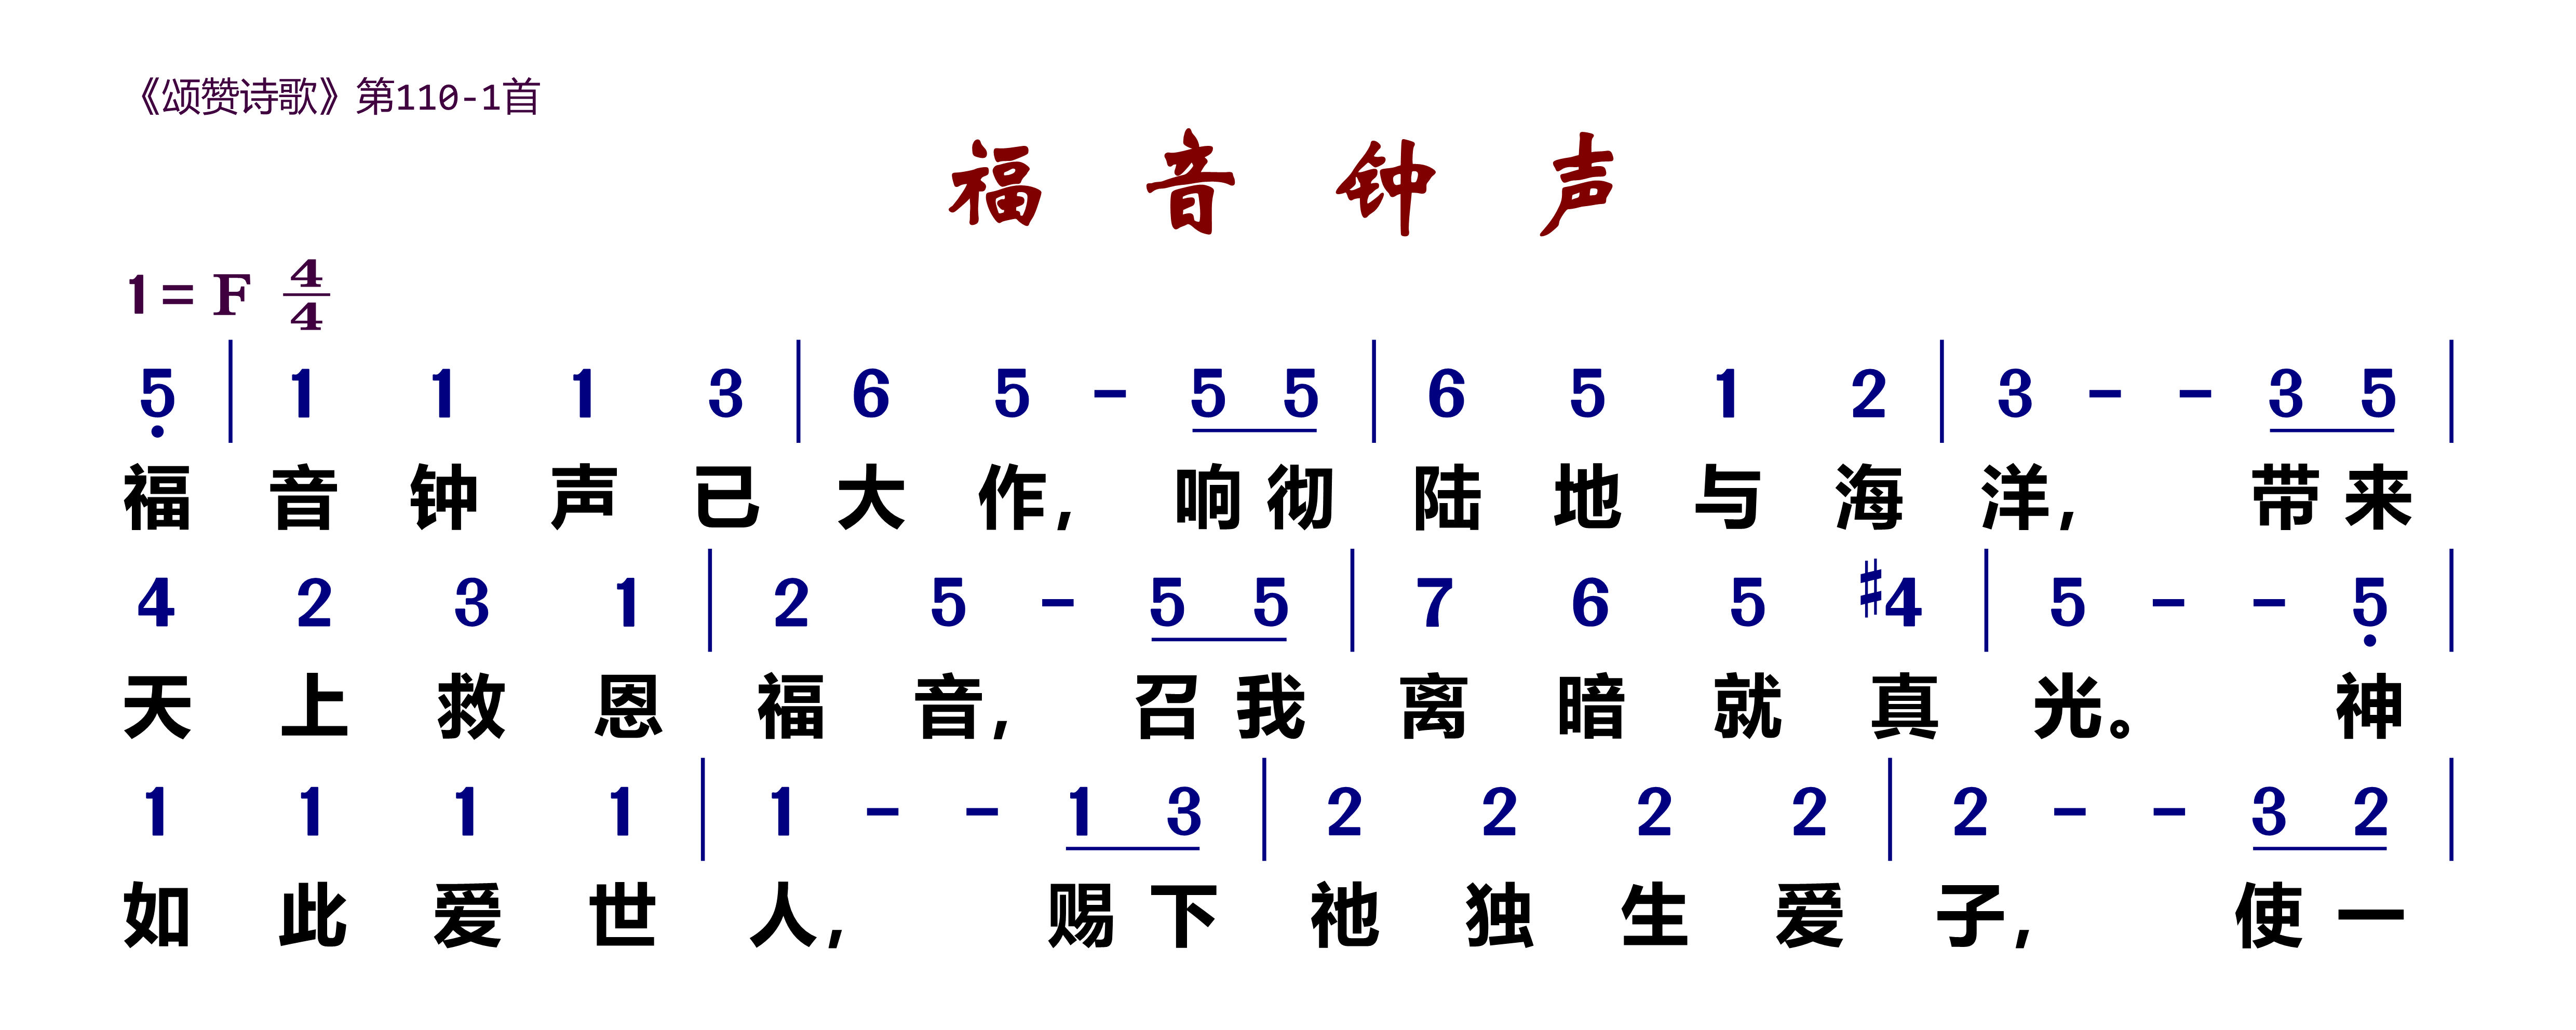 《颂赞诗歌》第110-1首
福音钟声
1= F 4/4
5̣ | 1 1 1 3 | 6 5 - 5 5 | 6 5 1 2 | 3 - - 3 5 |
福音钟声已大作，响彻陆地与海洋，带来
4 2 3 1 | 2 5 - 5 5 | 7 6 5 #4 | 5 - - 5̣ |
天上救恩福音，召我离暗就真光。神
1 1 1 1 | 1 - - 1 3 | 2 2 2 2 | 2 - - 3 2 |
如此爱世人，赐下祂独生爱子，使一